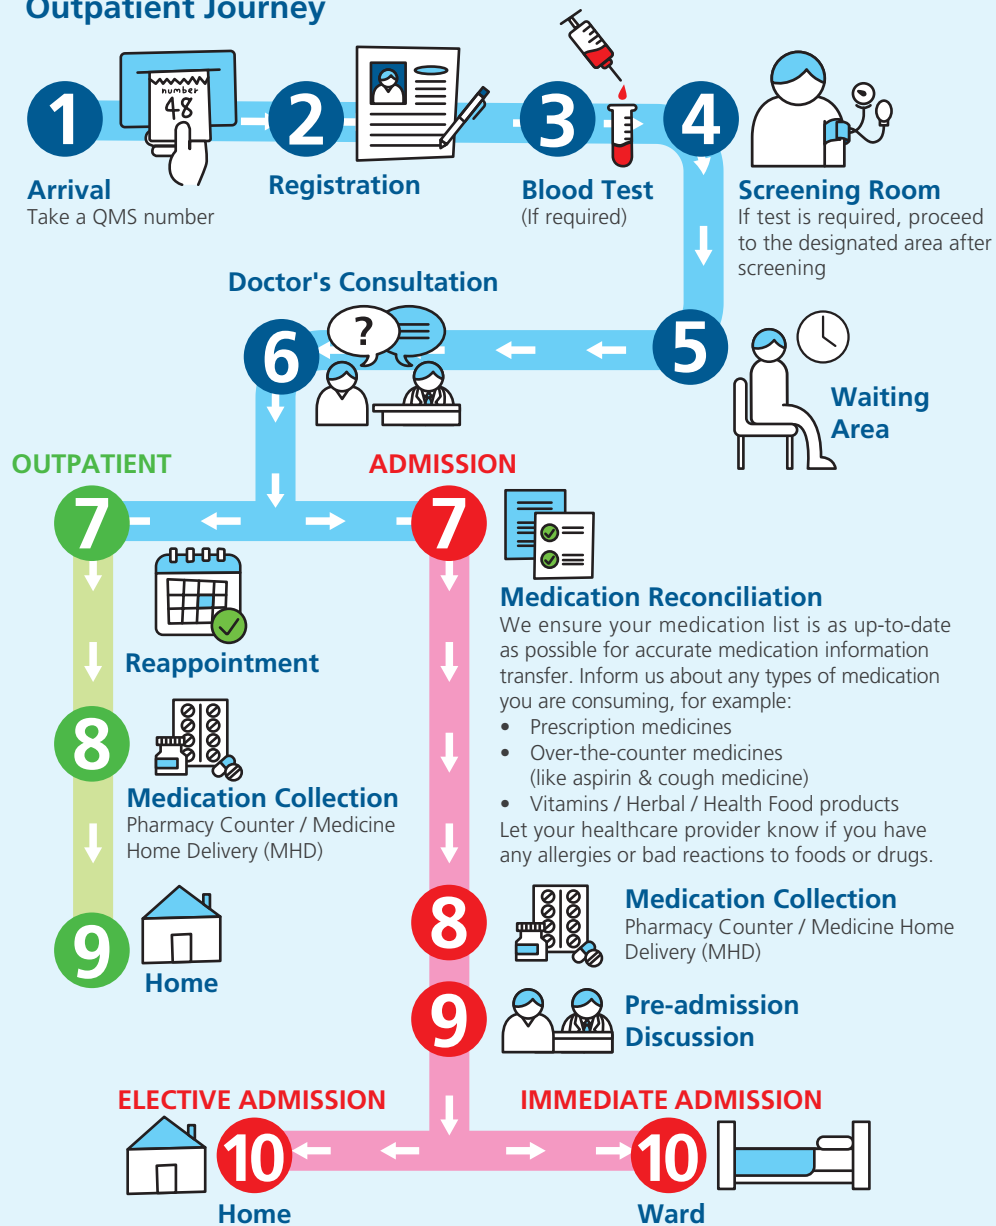 Outpatient Journey
number
48
1
2
3
4
Arrival
Take a QMS number
Registration
Blood Test
(If required)
Screening Room
If test is required, proceed
to the designated area after
screening
Doctor's Consultation
?
6
5
Waiting
Area
OUTPATIENT
ADMISSION
7
7
Reappointment
Medication Reconciliation
We ensure your medication list is as up-to-date
as possible for accurate medication information
transfer. Inform us about any types of medication
you are consuming, for example:
• Prescription medicines
• Over-the-counter medicines
(like aspirin & cough medicine)
• Vitamins / Herbal / Health Food products
Let your healthcare provider know if you have
any allergies or bad reactions to foods or drugs.
8
Medication Collection
Pharmacy Counter / Medicine
Home Delivery (MHD)
9
Home
8
Medication Collection
Pharmacy Counter / Medicine Home
Delivery (MHD)
9
Pre-admission
Discussion
ELECTIVE ADMISSION
IMMEDIATE ADMISSION
10
10
Home
Ward